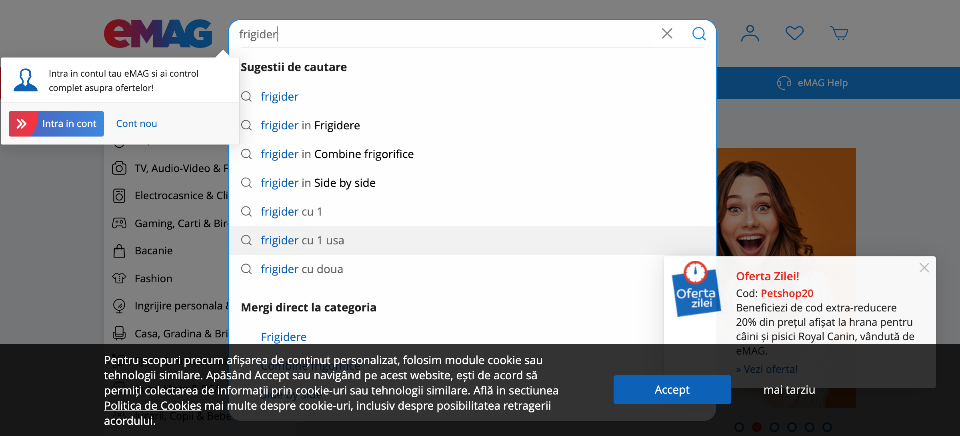 eMAG
frigider
eMAG Help
Intra in contul tau eMAG si ai control
complet asupra ofertelor!
Intra in cont
Cont nou
Sugestii de cautare
frigider
frigider in Frigidere
frigider in Combine frigorifice
frigider in Side by side
frigider cu 1
frigider cu 1 usa
frigider cu doua
Mergi direct la categoria
Frigidere
TV, Audio-Video & F
Electrocasnice & Cli
Gaming, Carti & Bir
Bacanie
Fashion
Ingrijire personala &
Casa, Gradina & Bri
Oferta
zilei
Oferta Zilei!
Cod: Petshop20
Beneficiezi de cod extra-reducere
20% din prețul afișat la hrana pentru
câini și pisici Royal Canin, vândută de
eMAG.
» Vezi oferta!
Pentru scopuri precum afișarea de conținut personalizat, folosim module cookie sau
tehnologii similare. Apăsând Accept sau navigând pe acest website, ești de acord să
permiți colectarea de informații prin cookie-uri sau tehnologii similare. Află in sectiunea
Politica de Cookies mai multe despre cookie-uri, inclusiv despre posibilitatea retragerii
acordului.
Accept
mai tarziu